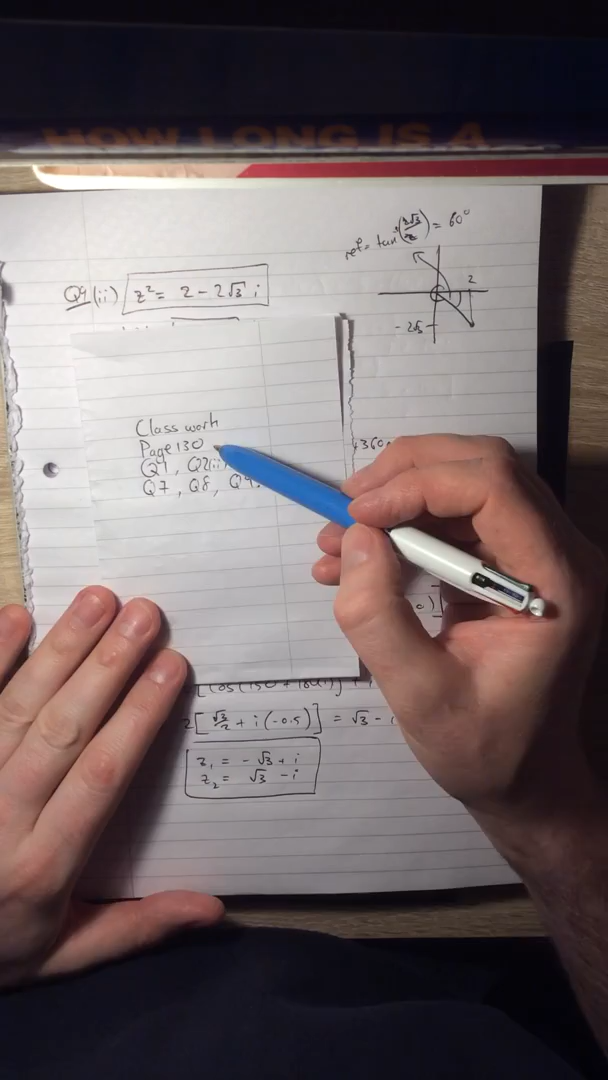 HOW LONG IS A
ref = tan⁻¹(2√3/2) = 60°
Q9 (ii) z² = 2 - 2√3 i
2
- 2√3
Class work
Page 130
Q1, Q2(ii)
Q7, Q8, Q9.
+360n
2[√3/2 + i(-0.5)] = √3 - i
z₁ = - √3 + i
z₂ = √3 - i